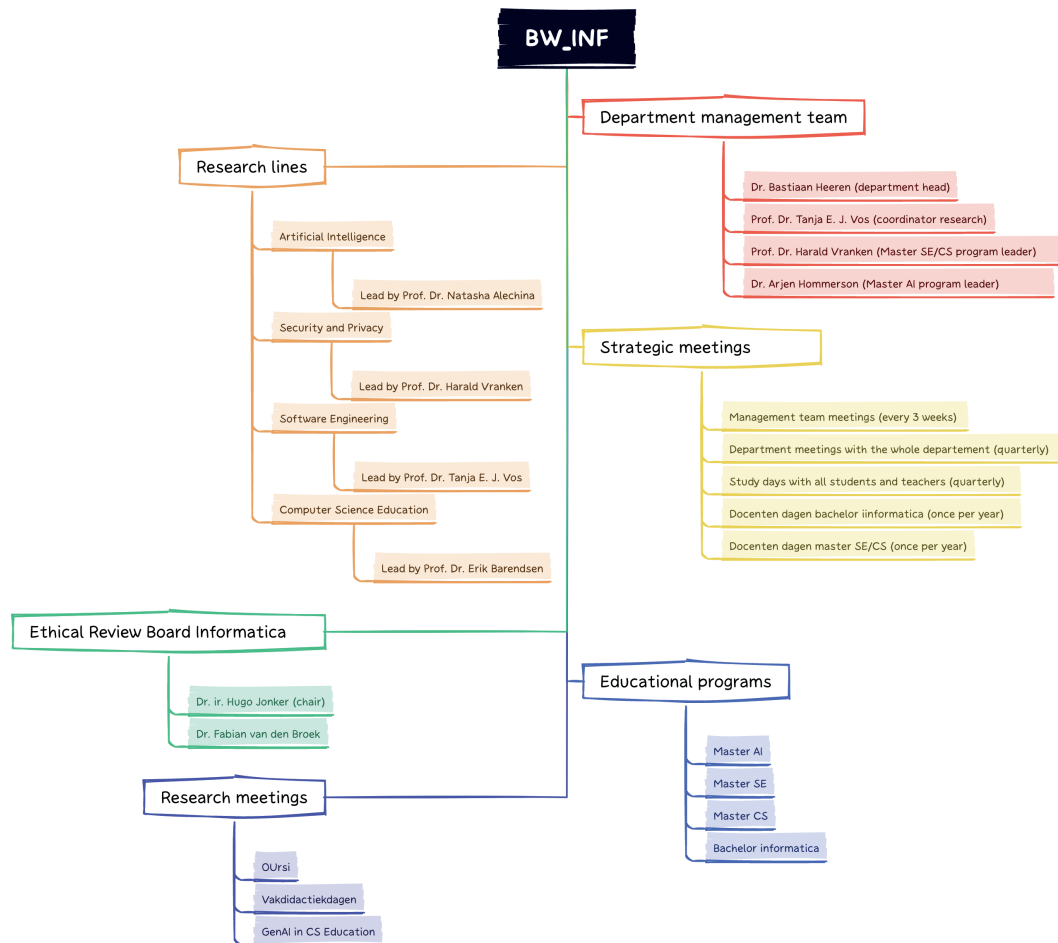 BW_INF
Department management team
Dr. Bastiaan Heeren (department head)
Prof. Dr. Tanja E. J. Vos (coordinator research)
Prof. Dr. Harald Vranken (Master SE/CS program leader)
Dr. Arjen Hommerson (Master AI program leader)
Research lines
Artificial Intelligence
Lead by Prof. Dr. Natasha Alechina
Security and Privacy
Lead by Prof. Dr. Harald Vranken
Software Engineering
Lead by Prof. Dr. Tanja E. J. Vos
Computer Science Education
Lead by Prof. Dr. Erik Barendsen
Strategic meetings
Management team meetings (every 3 weeks)
Department meetings with the whole departement (quarterly)
Study days with all students and teachers (quarterly)
Docenten dagen bachelor iinformatica (once per year)
Docenten dagen master SE/CS (once per year)
Ethical Review Board Informatica
Dr. ir. Hugo Jonker (chair)
Dr. Fabian van den Broek
Educational programs
Master AI
Master SE
Master CS
Bachelor informatica
Research meetings
OUrsi
Vakdidactiekdagen
GenAI in CS Education